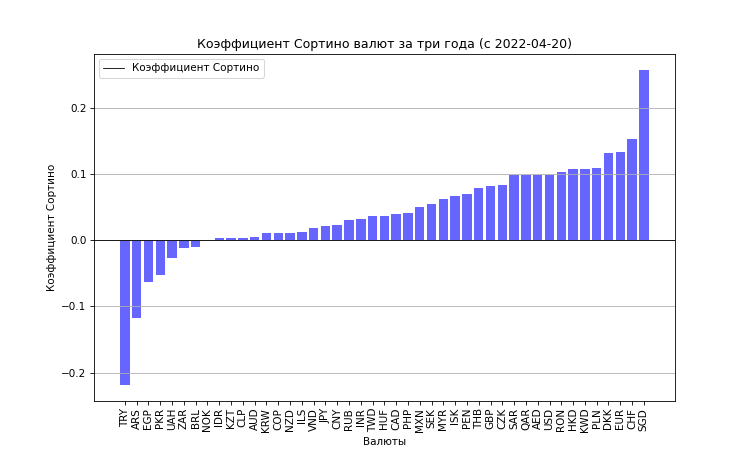 Коэффициент Сортино валют за три года (с 2022-04-20)
Коэффициент Сортино
Коэффициент Сортино
0.2
0.1
0.0
−0.1
−0.2
TRY
ARS
EGP
PKR
UAH
ZAR
BRL
NOK
IDR
KZT
CLP
AUD
KRW
COP
NZD
ILS
VND
JPY
CNY
RUB
INR
TWD
HUF
CAD
PHP
MXN
SEK
MYR
ISK
PEN
THB
GBP
CZK
SAR
QAR
AED
USD
RON
HKD
KWD
PLN
DKK
EUR
CHF
SGD
Валюты